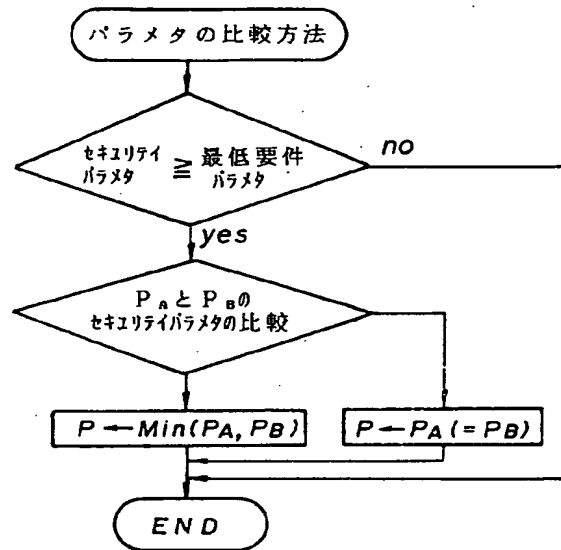 パラメタの比較方法
セキュリテイ
パラメタ
≧
最低要件
パラメタ
no
yes
PAとPBの
セキュリテイパラメタの比較
P←Min(PA, PB)
P←PA(=PB)
END